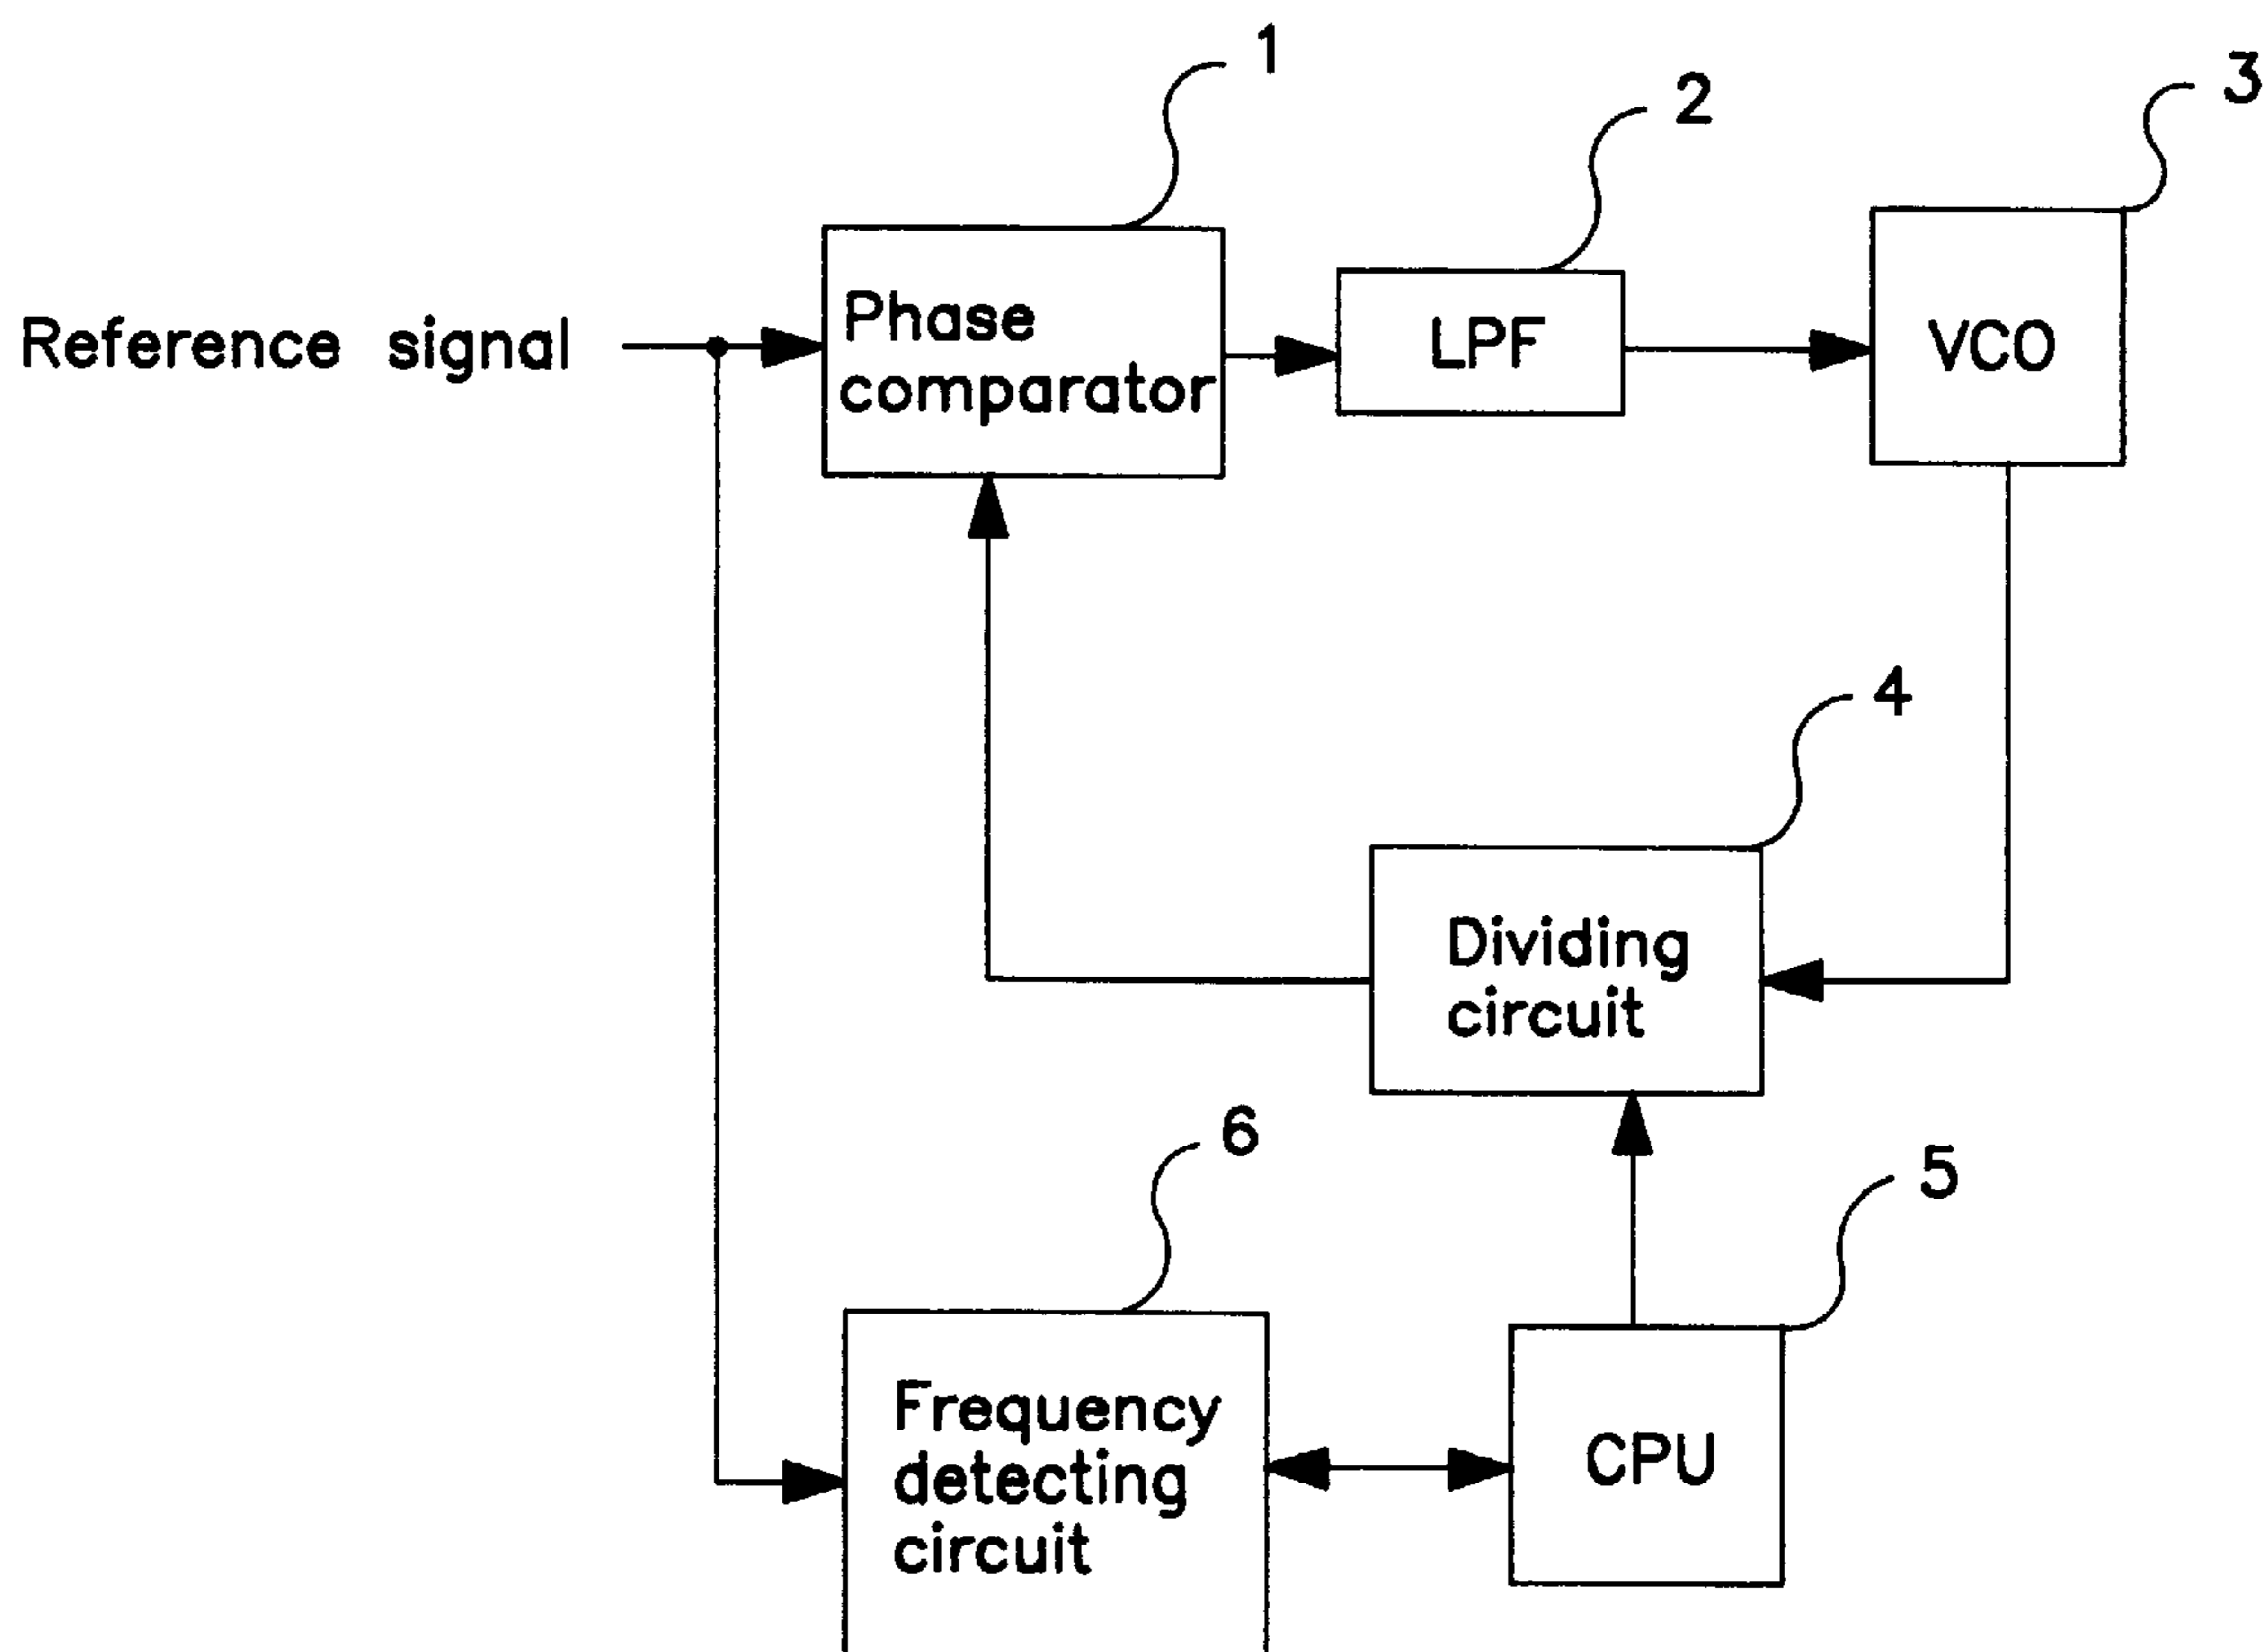 1
2
3
Reference signal
Phase
comparator
LPF
VCO
4
Dividing
circuit
6
5
Frequency
detecting
circuit
CPU